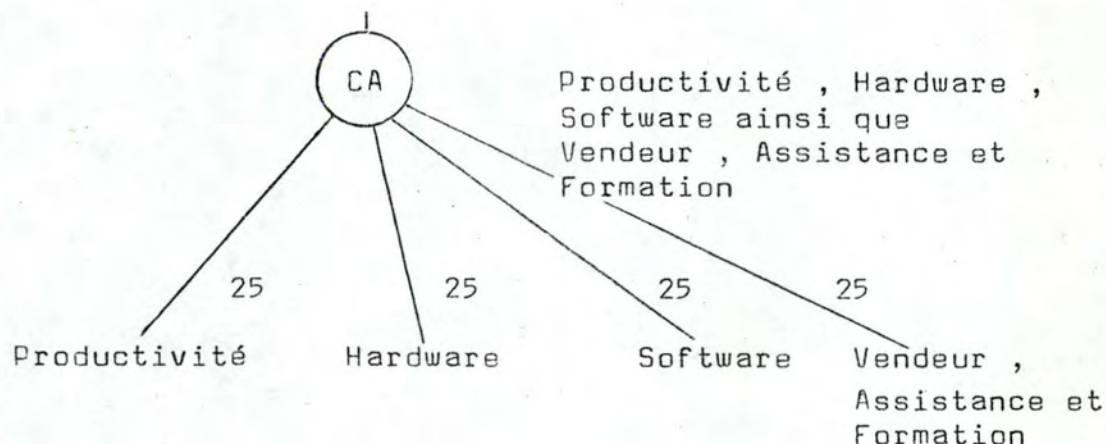 CA
Productivité , Hardware ,
Software ainsi que
Vendeur , Assistance et
Formation
25 25 25 25
Productivité Hardware Software Vendeur ,
Assistance et
Formation